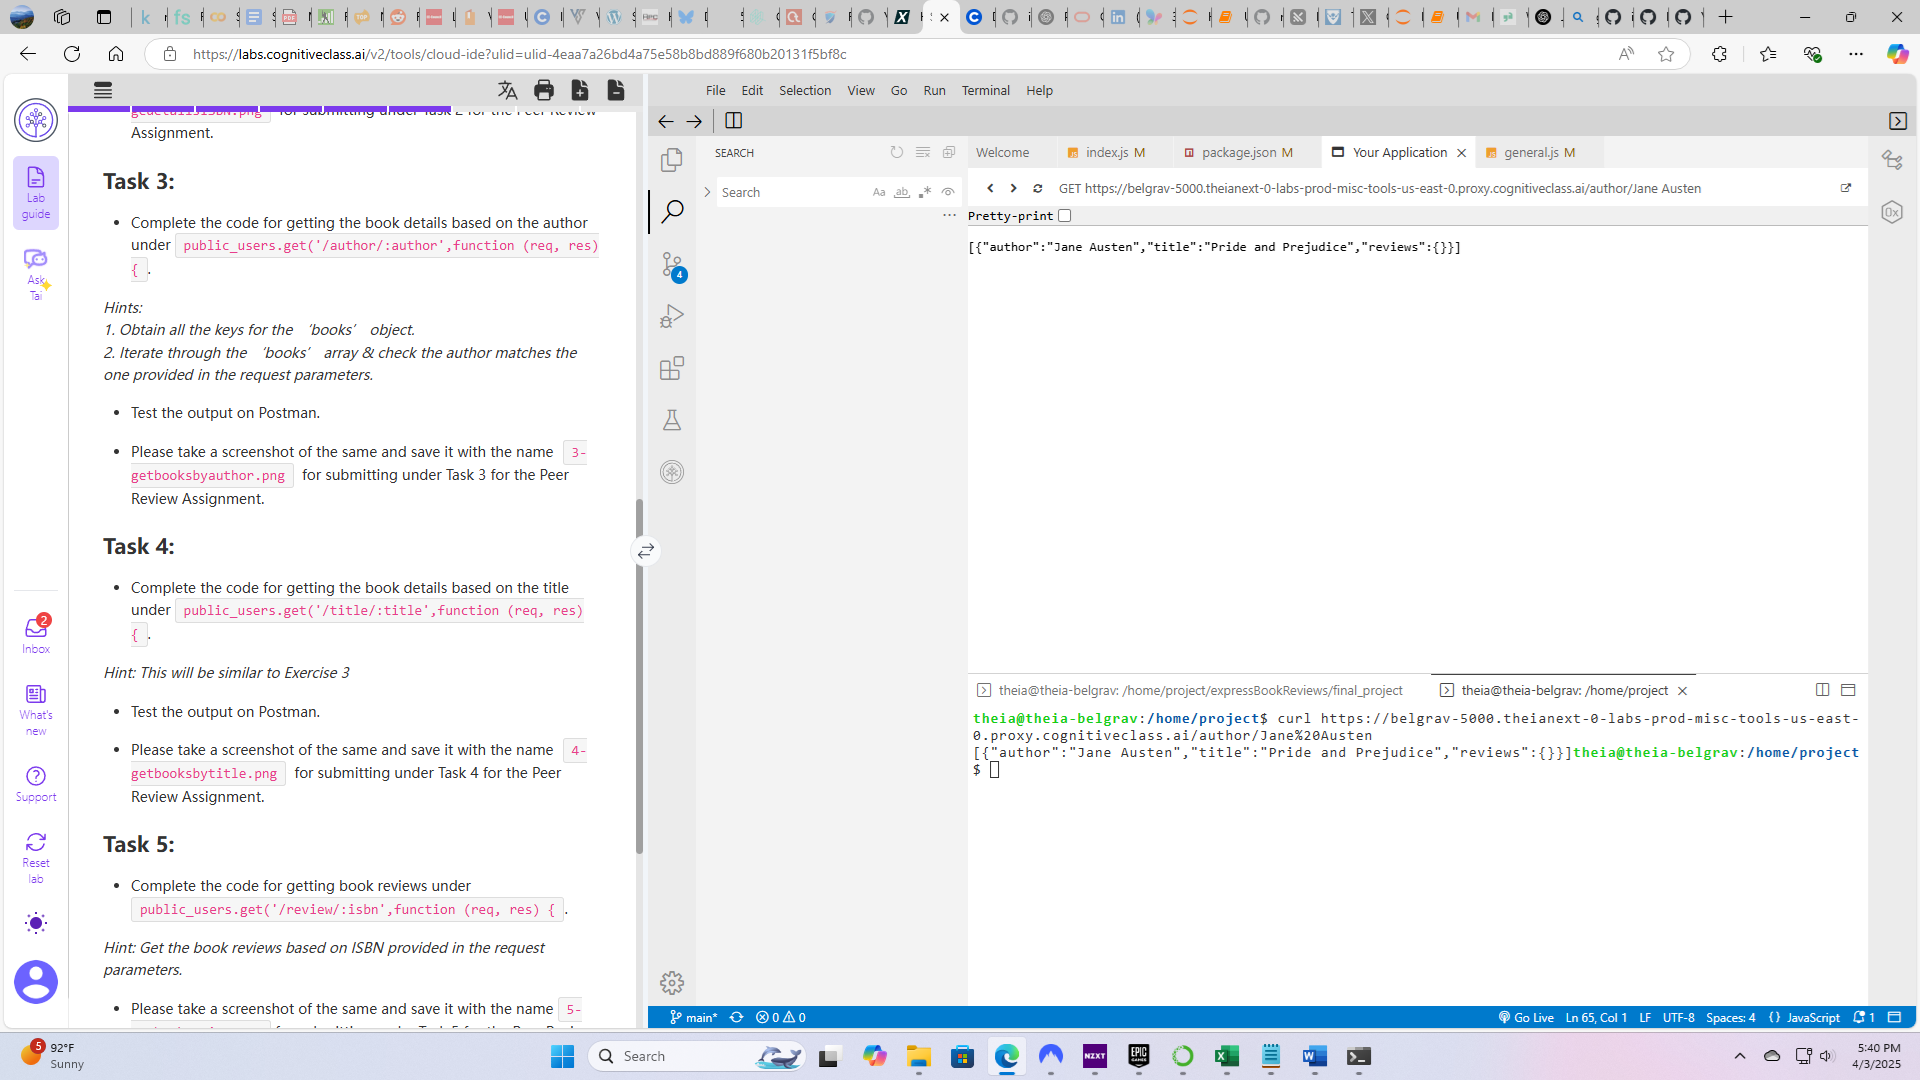 https://labs.cognitiveclass.ai/v2/tools/cloud-ide?ulid=ulid-4eaa7a26bd4a75e58b8bd889f680b20131f5bf8c
File Edit Selection View Go Run Terminal Help
Lab guide
Ask Tai
Inbox
2
What's new
Support
Reset lab
for submitting under Task 2 for the Peer Review
Assignment.
Task 3:
Complete the code for getting the book details based on the author
under public_users.get('/author/:author',function (req, res)
{ .
Hints:
1. Obtain all the keys for the ‘books’ object.
2. Iterate through the ‘books’ array & check the author matches the
one provided in the request parameters.
Test the output on Postman.
Please take a screenshot of the same and save it with the name 3-
getbooksbyauthor.png for submitting under Task 3 for the Peer
Review Assignment.
Task 4:
Complete the code for getting the book details based on the title
under public_users.get('/title/:title',function (req, res)
{ .
Hint: This will be similar to Exercise 3
Test the output on Postman.
Please take a screenshot of the same and save it with the name 4-
getbooksbytitle.png for submitting under Task 4 for the Peer
Review Assignment.
Task 5:
Complete the code for getting book reviews under
public_users.get('/review/:isbn',function (req, res) { .
Hint: Get the book reviews based on ISBN provided in the request
parameters.
Please take a screenshot of the same and save it with the name 5-
SEARCH
Search
Aa ab
4
Welcome index.js M package.json M Your Application general.js M
GET https://belgrav-5000.theianext-0-labs-prod-misc-tools-us-east-0.proxy.cognitiveclass.ai/author/Jane Austen
Pretty-print
[{"author":"Jane Austen","title":"Pride and Prejudice","reviews":{}}]
theia@theia-belgrav: /home/project/expressBookReviews/final_project theia@theia-belgrav: /home/project
theia@theia-belgrav:/home/project$ curl https://belgrav-5000.theianext-0-labs-prod-misc-tools-us-east-
0.proxy.cognitiveclass.ai/author/Jane%20Austen
[{"author":"Jane Austen","title":"Pride and Prejudice","reviews":{}}]theia@theia-belgrav:/home/project
$
main* 0 0 Go Live Ln 65, Col 1 LF UTF-8 Spaces: 4 {} JavaScript 1
5
92°F
Sunny
Search
NZXT
EPIC GAMES
5:40 PM
4/3/2025